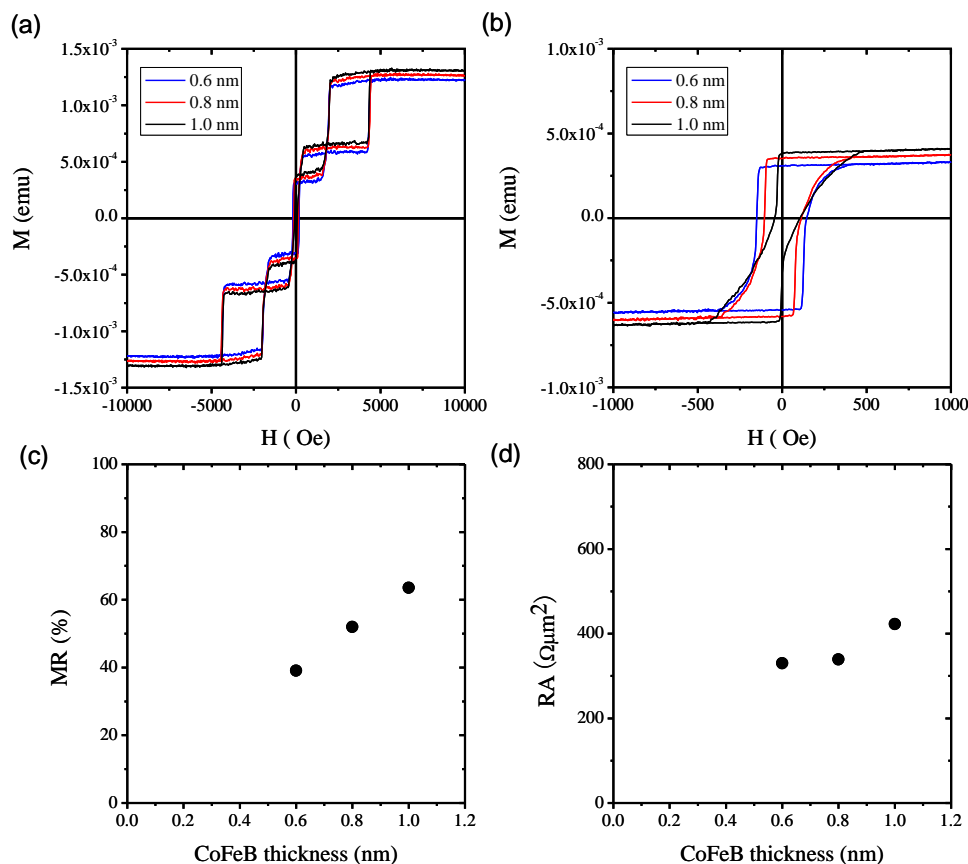 (a)
1.5x10⁻³
1.0x10⁻³
5.0x10⁻⁴
0.0
-5.0x10⁻⁴
-1.0x10⁻³
-1.5x10⁻³
M (emu)
0.6 nm
0.8 nm
1.0 nm
-10000 -5000 0 5000 10000
H ( Oe)
(b)
1.0x10⁻³
5.0x10⁻⁴
0.0
-5.0x10⁻⁴
-1.0x10⁻³
M (emu)
0.6 nm
0.8 nm
1.0 nm
-1000 -500 0 500 1000
H ( Oe)
(c)
100
80
60
40
20
0
MR (%)
0.0 0.2 0.4 0.6 0.8 1.0 1.2
CoFeB thickness (nm)
(d)
800
600
400
200
0
RA (Ωμm²)
0.0 0.2 0.4 0.6 0.8 1.0 1.2
CoFeB thickness (nm)